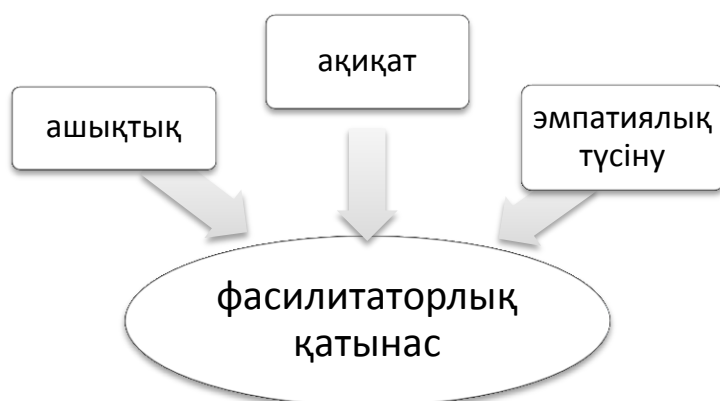 ақиқат
ашықтық
эмпатиялық
түсіну
фасилитаторлық
қатынас